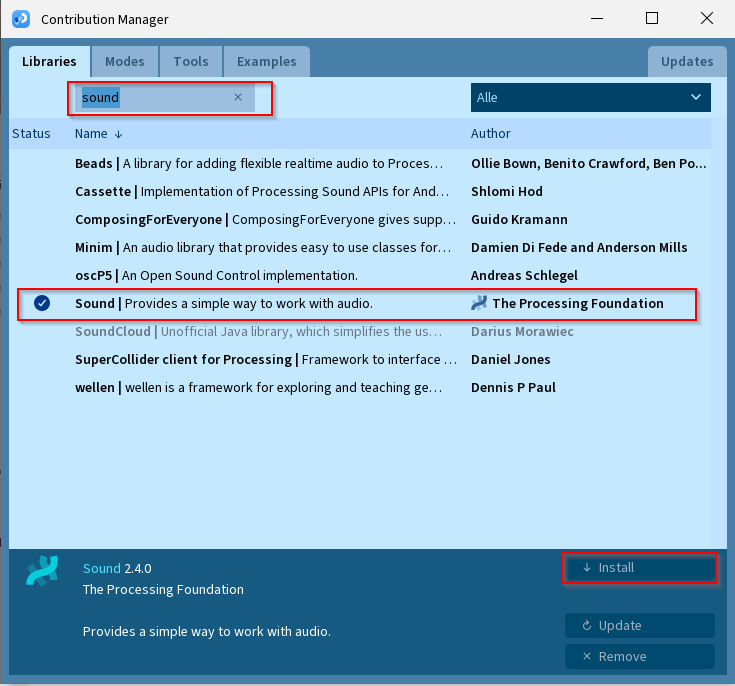 Contribution Manager
Libraries Modes Tools Examples Updates
sound × Alle
Status Name ↓ Author
Beads | A library for adding flexible realtime audio to Proces… Ollie Bown, Benito Crawford, Ben Po…
Cassette | Implementation of Processing Sound APIs for And… Shlomi Hod
ComposingForEveryone | ComposingForEveryone gives supp… Guido Kramann
Minim | An audio library that provides easy to use classes for… Damien Di Fede and Anderson Mills
oscP5 | An Open Sound Control implementation. Andreas Schlegel
Sound | Provides a simple way to work with audio. The Processing Foundation
SoundCloud | Unofficial Java library, which simplifies the us… Darius Morawiec
SuperCollider client for Processing | Framework to interface … Daniel Jones
wellen | wellen is a framework for exploring and teaching ge… Dennis P Paul
Sound 2.4.0 ↓ Install
The Processing Foundation
Provides a simple way to work with audio. Update
× Remove